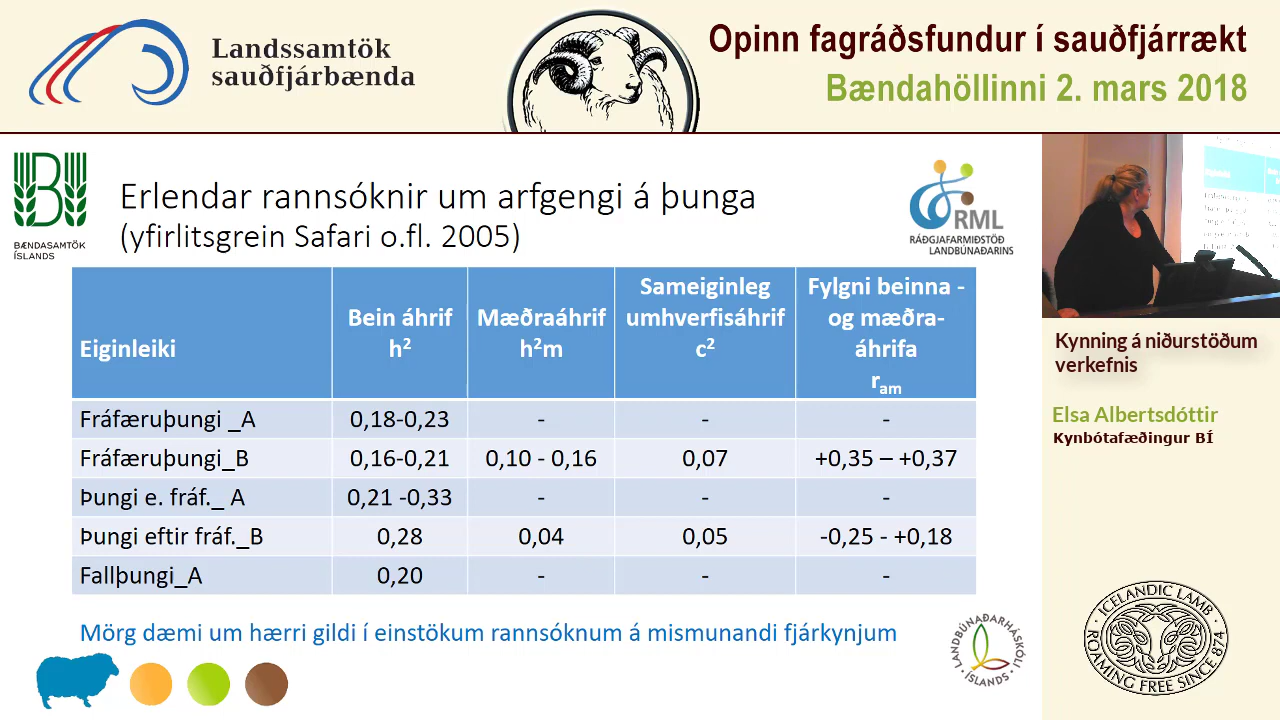 Landssamtök
sauðfjárbænda
Opinn fagráðsfundur í sauðfjárrækt
Bændahöllinni 2. mars 2018
BÆNDASAMTÖK
ÍSLANDS
Erlendar rannsóknir um arfgengi á þunga
(yfirlitsgrein Safari o.fl. 2005)
RML
RÁÐGJAFARMIÐSTÖÐ
LANDBÚNAÐARINS
Eiginleiki
Bein áhrif
h²
Mæðraáhrif
h²m
Sameiginleg
umhverfisáhrif
c²
Fylgni beinna -
og mæðra-
áhrifa
r_am
Fráfæruþungi _A 0,18-0,23 - - -
Fráfæruþungi_B 0,16-0,21 0,10 - 0,16 0,07 +0,35 – +0,37
Þungi e. fráf._ A 0,21 -0,33 - - -
Þungi eftir fráf._B 0,28 0,04 0,05 -0,25 - +0,18
Fallþungi_A 0,20 - - -
Mörg dæmi um hærri gildi í einstökum rannsóknum á mismunandi fjárkynjum
LANDBÚNAÐARHÁSKÓLI
ÍSLANDS
Kynning á niðurstöðum
verkefnis
Elsa Albertsdóttir
Kynbótafæðingur BÍ
ICELANDIC LAMB
ROAMING FREE SINCE 874